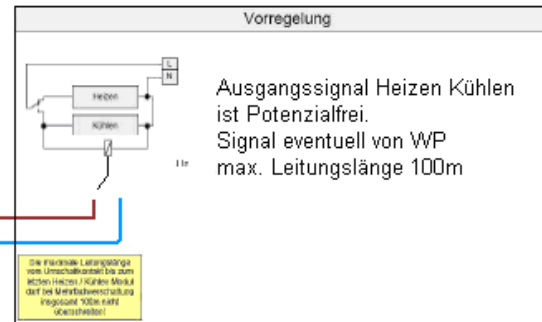 Vorregelung
L
N
Heizen
Kühlen
Ausgangssignal Heizen Kühlen
ist Potenzialfrei.
Signal eventuell von WP
max. Leitungslänge 100m
Die maximale Leitungslänge
vom Umschaltkontakt bis zum
letzten Heizen / Kühlen Modul
darf bei Mehrfachverschaltung
insgesamt 100m nicht
überschreiten!